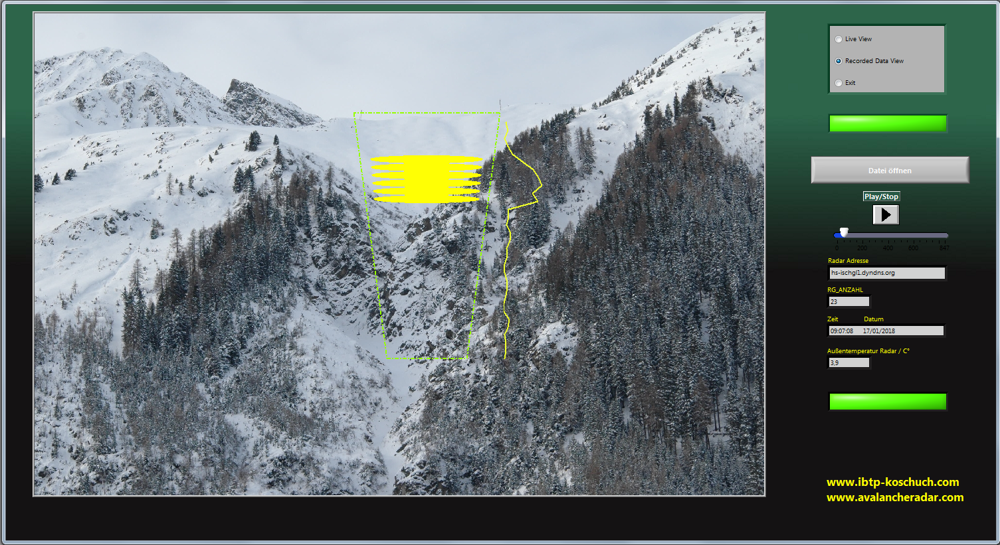 Live View
Recorded Data View
Exit
Datei öffnen
Play/Stop
0 200 400 600 847
Radar Adresse
hs-ischgl1.dyndns.org
RG_ANZAHL
23
Zeit Datum
09:07:08 17/01/2018
Außentemperatur Radar / C°
3,9
www.ibtp-koschuch.com
www.avalancheradar.com